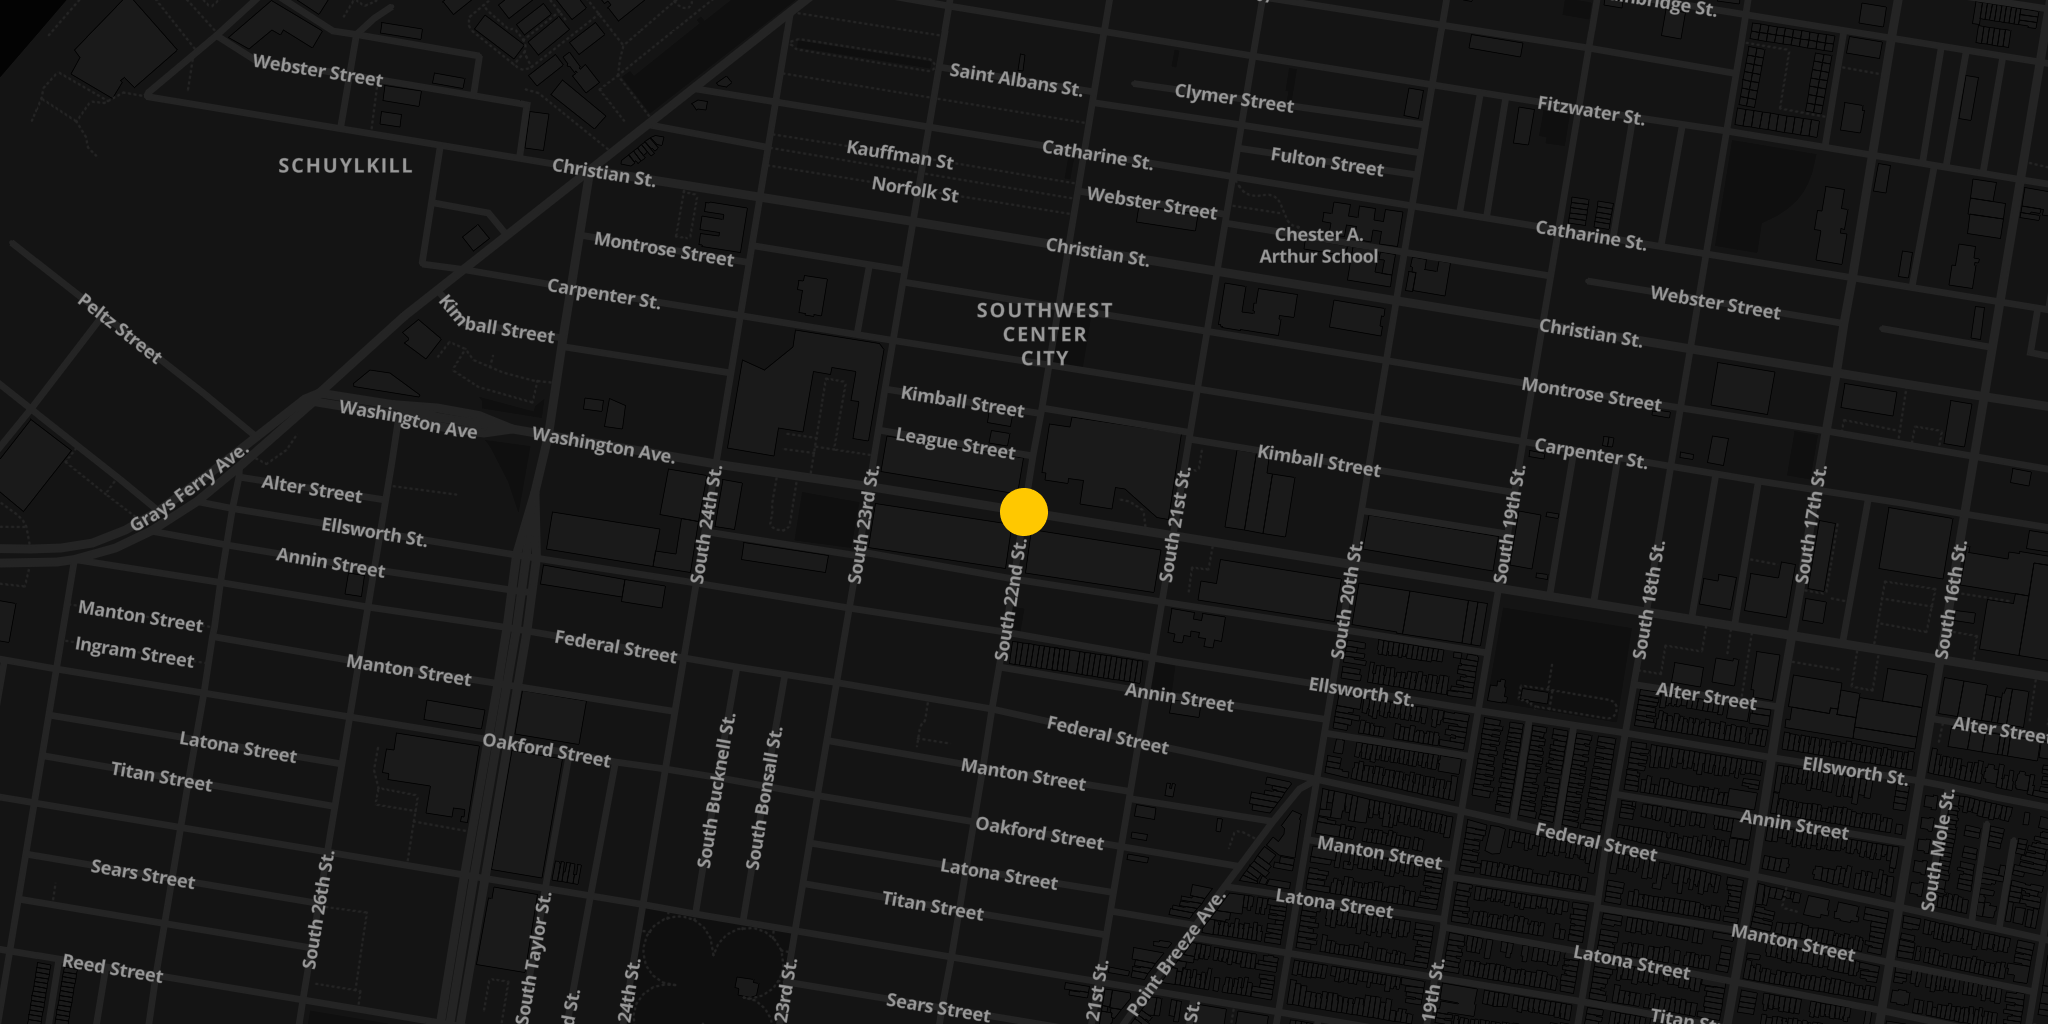 nbridge St.
Webster Street
Saint Albans St.
Clymer Street
Fitzwater St.
SCHUYLKILL
Christian St.
Kauffman St
Norfolk St
Catharine St.
Webster Street
Fulton Street
Montrose Street
Christian St.
Chester A.
Arthur School
Catharine St.
Carpenter St.
Webster Street
Peltz Street
Kimball Street
SOUTHWEST
CENTER
CITY
Christian St.
Kimball Street
Montrose Street
Washington Ave
Washington Ave.
League Street
Kimball Street
Carpenter St.
Grays Ferry Ave.
Alter Street
Ellsworth St.
Annin Street
South 24th St.
South 23rd St.
South 22nd St.
South 21st St.
South 20th St.
South 19th St.
South 18th St.
South 17th St.
South 16th St.
Manton Street
Ingram Street
Manton Street
Federal Street
Annin Street
Ellsworth St.
Alter Street
Alter Street
Federal Street
Latona Street
Titan Street
Oakford Street
South Bucknell St.
South Bonsall St.
Manton Street
Ellsworth St.
Oakford Street
Annin Street
Federal Street
Manton Street
South Mole St.
Sears Street
South 26th St.
Latona Street
Titan Street
Latona Street
Manton Street
Latona Street
Reed Street
South Taylor St.
d St.
24th St.
23rd St.
Sears Street
21st St.
Point Breeze Ave.
St.
19th St.
Titan St.